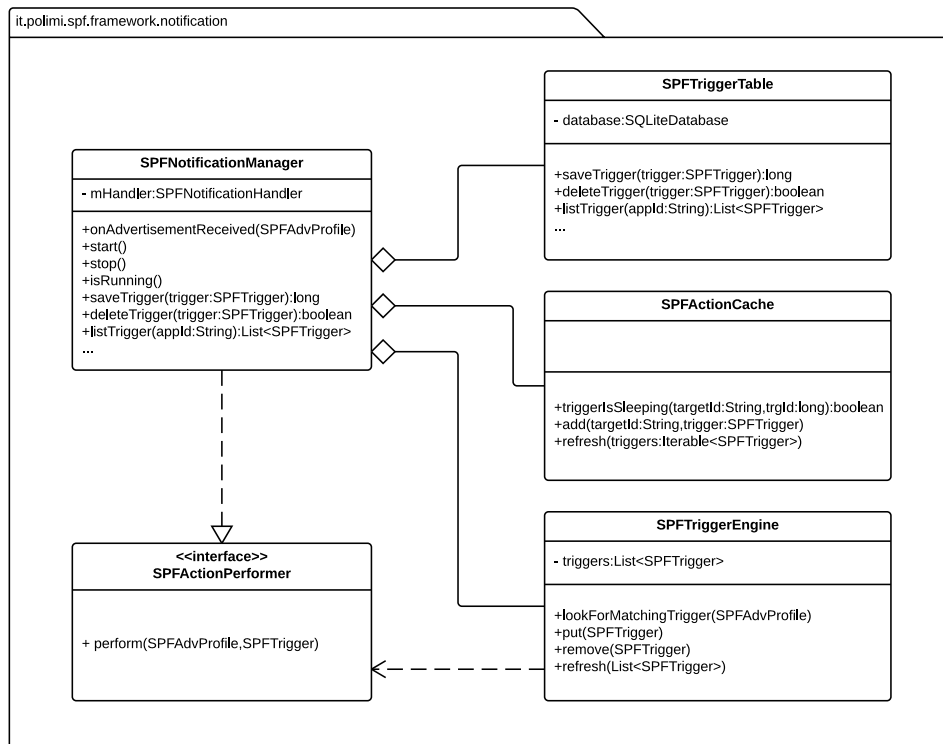 it.polimi.spf.framework.notification
SPFNotificationManager
- mHandler:SPFNotificationHandler
+onAdvertisementReceived(SPFAdvProfile)
+start()
+stop()
+isRunning()
+saveTrigger(trigger:SPFTrigger):long
+deleteTrigger(trigger:SPFTrigger):boolean
+listTrigger(appId:String):List<SPFTrigger>
...
SPFTriggerTable
- database:SQLiteDatabase
+saveTrigger(trigger:SPFTrigger):long
+deleteTrigger(trigger:SPFTrigger):boolean
+listTrigger(appId:String):List<SPFTrigger>
...
SPFActionCache
+triggerIsSleeping(targetId:String,trgId:long):boolean
+add(targetId:String,trigger:SPFTrigger)
+refresh(triggers:Iterable<SPFTrigger>)
<<interface>>
SPFActionPerformer
+ perform(SPFAdvProfile,SPFTrigger)
SPFTriggerEngine
- triggers:List<SPFTrigger>
+lookForMatchingTrigger(SPFAdvProfile)
+put(SPFTrigger)
+remove(SPFTrigger)
+refresh(List<SPFTrigger>)